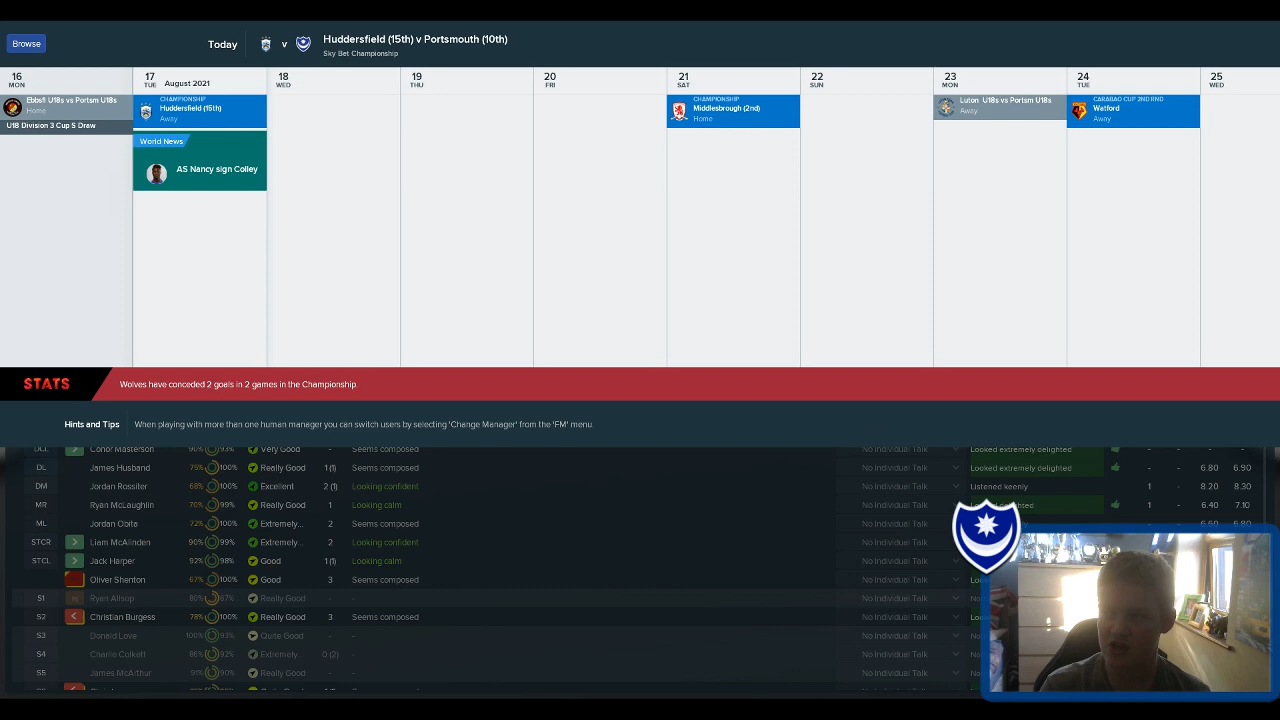 Browse
Today
v
Huddersfield (15th) v Portsmouth (10th)
Sky Bet Championship
16 MON
17 TUE August 2021
18 WED
19 THU
20 FRI
21 SAT
22 SUN
23 MON
24 TUE
25 WED
Ebbsfl U18s vs Portsm U18s
Home
U18 Division 3 Cup S Draw
CHAMPIONSHIP
Huddersfield (15th)
Away
World News
AS Nancy sign Colley
CHAMPIONSHIP
Middlesbrough (2nd)
Home
Luton U18s vs Portsm U18s
Away
CARABAO CUP 2ND RND
Watford
Away
STATS
Wolves have conceded 2 goals in 2 games in the Championship.
Hints and Tips
When playing with more than one human manager you can switch users by selecting 'Change Manager' from the 'FM' menu.
DCL Conor Masterson 90% 93% Very Good - Seems composed No Individual Talk Looked extremely delighted - - - -
DL James Husband 75% 100% Really Good 1 (1) Seems composed No Individual Talk Looked extremely delighted - - 6.80 6.90
DM Jordan Rossiter 68% 100% Excellent 2 (1) Looking confident No Individual Talk Listened keenly 1 - 8.20 8.30
MR Ryan McLaughlin 76% 99% Really Good 1 Looking calm No Individual Talk delighted 1 - 6.40 7.10
ML Jordan Obita 72% 100% Extremely... 2 Seems composed No Individual Talk - - 6.60 6.80
STCR Liam McAlinden 90% 99% Extremely... 2 Looking confident No Individual Talk
STCL Jack Harper 92% 98% Good 1 (1) Looking calm No Individual Talk
Oliver Shenton 67% 100% Good 3 Seems composed No Individual Talk
S1 Ryan Allsop 80% 67% Really Good - - No Individual Talk
S2 Christian Burgess 78% 100% Really Good 3 Seems composed No Individual Talk
S3 Donald Love 100% 93% Quite Good - - No Individual Talk
S4 Charlie Colkett 86% 92% Extremely... 0 (2) - No Individual Talk
S5 James McArthur 91% 90% Really Good - - No Individual Talk